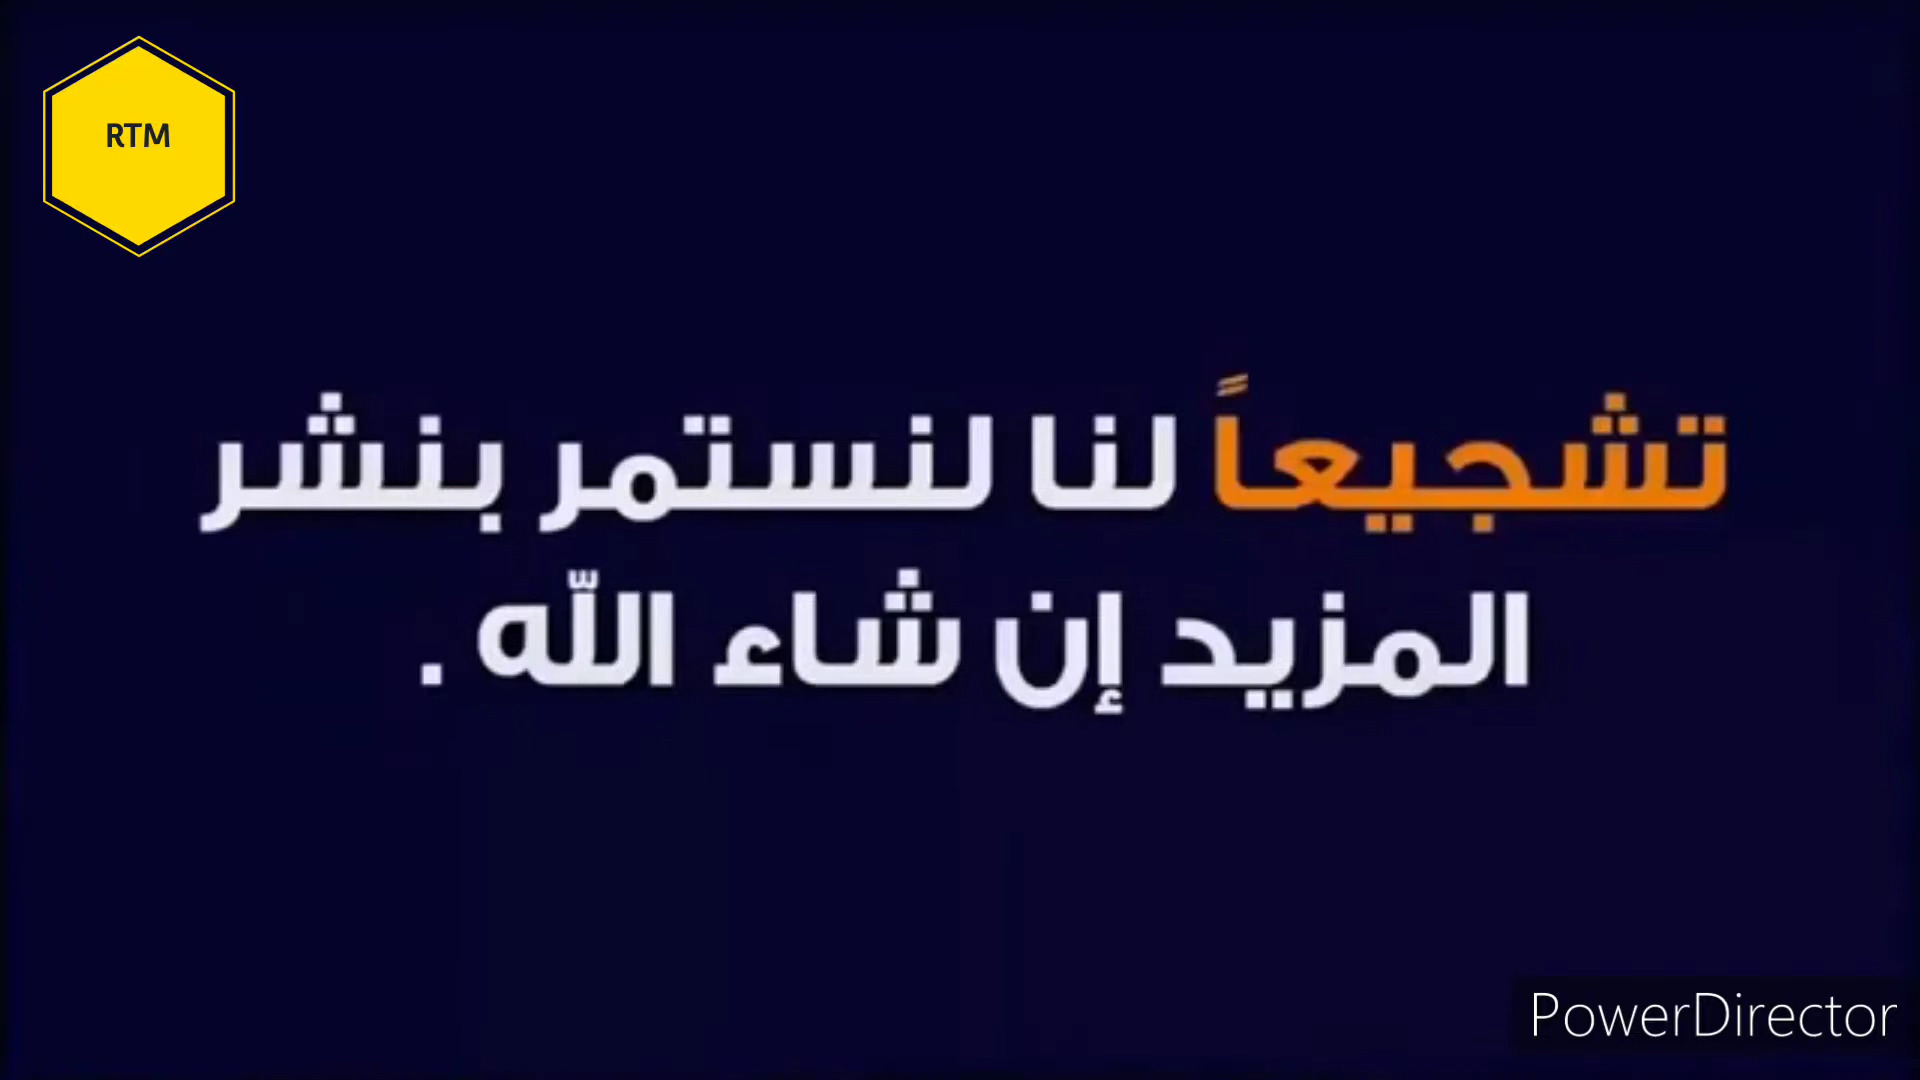 RTM
تشجيعاً لنا لنستمر بنشر
المزيد إن شاء اللّه .
PowerDirector